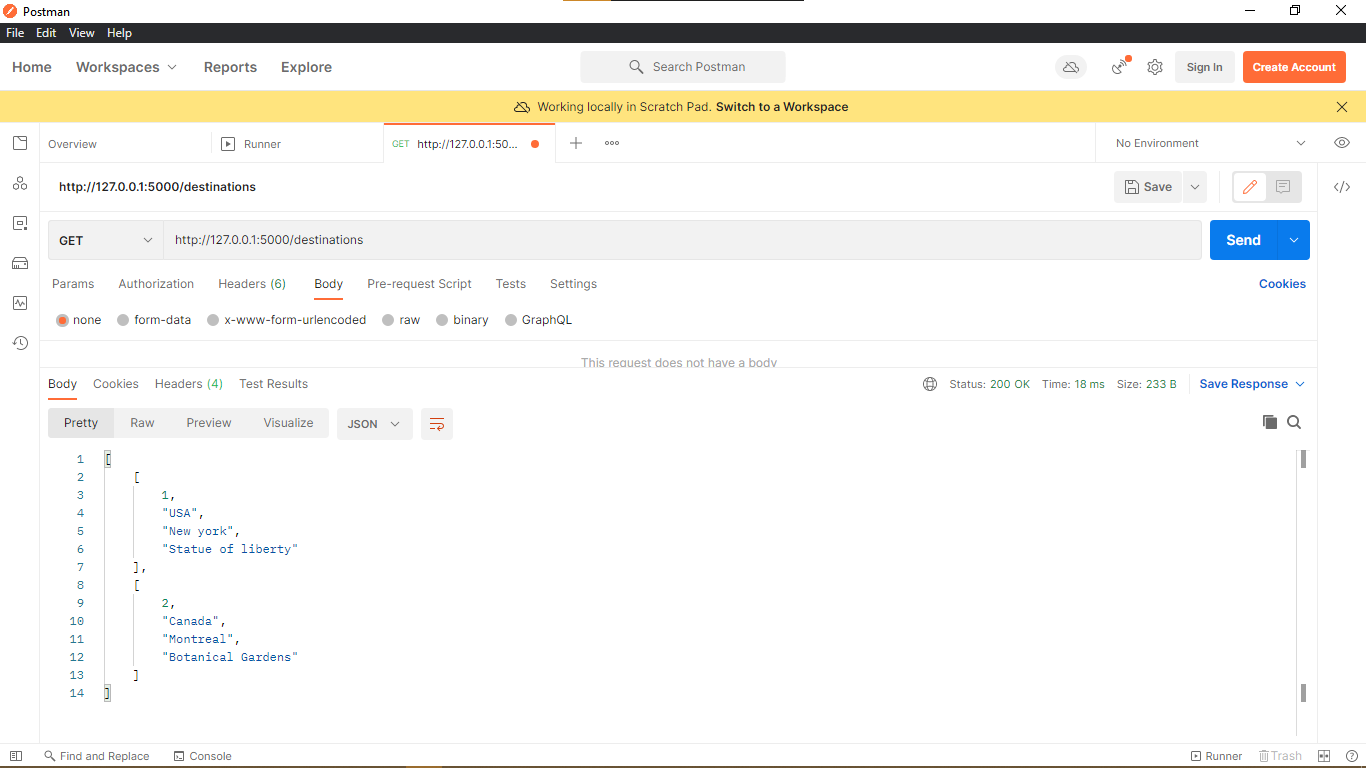 Postman
File Edit View Help
Home Workspaces Reports Explore Search Postman Sign In Create Account
Working locally in Scratch Pad. Switch to a Workspace
Overview Runner GET http://127.0.0.1:50... No Environment
http://127.0.0.1:5000/destinations Save
GET http://127.0.0.1:5000/destinations Send
Params Authorization Headers (6) Body Pre-request Script Tests Settings Cookies
none form-data x-www-form-urlencoded raw binary GraphQL
This request does not have a body
Body Cookies Headers (4) Test Results Status: 200 OK Time: 18 ms Size: 233 B Save Response
Pretty Raw Preview Visualize JSON
1 [
2 [
3 1,
4 "USA",
5 "New york",
6 "Statue of liberty"
7 ],
8 [
9 2,
10 "Canada",
11 "Montreal",
12 "Botanical Gardens"
13 ]
14 ]
Find and Replace Console Runner Trash